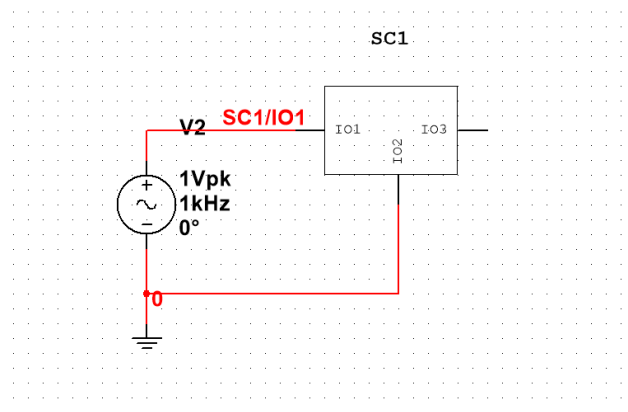 SC1
V2
SC1/IO1
IO1
IO2
IO3
+
1Vpk
1kHz
0°
0